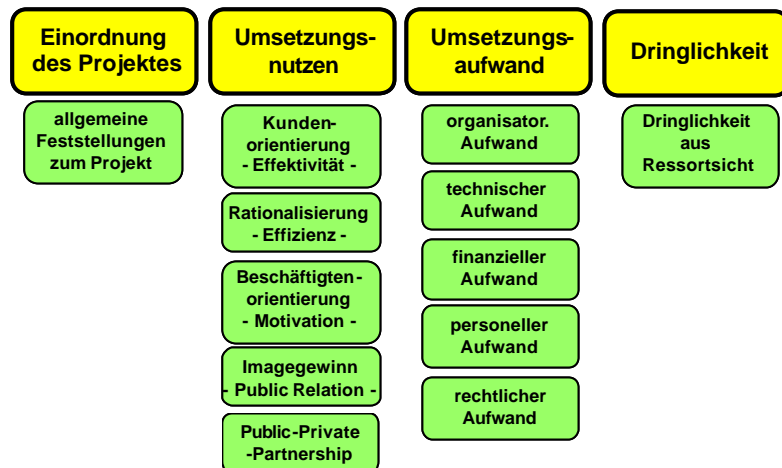 Einordnung
des Projektes
allgemeine
Feststellungen
zum Projekt
Umsetzungs-
nutzen
Kunden-
orientierung
- Effektivität -
Rationalisierung
- Effizienz -
Beschäftigten-
orientierung
- Motivation -
Imagegewinn
- Public Relation -
Public-Private
-Partnership
Umsetzungs-
aufwand
organisator.
Aufwand
technischer
Aufwand
finanzieller
Aufwand
personeller
Aufwand
rechtlicher
Aufwand
Dringlichkeit
Dringlichkeit
aus
Ressortsicht